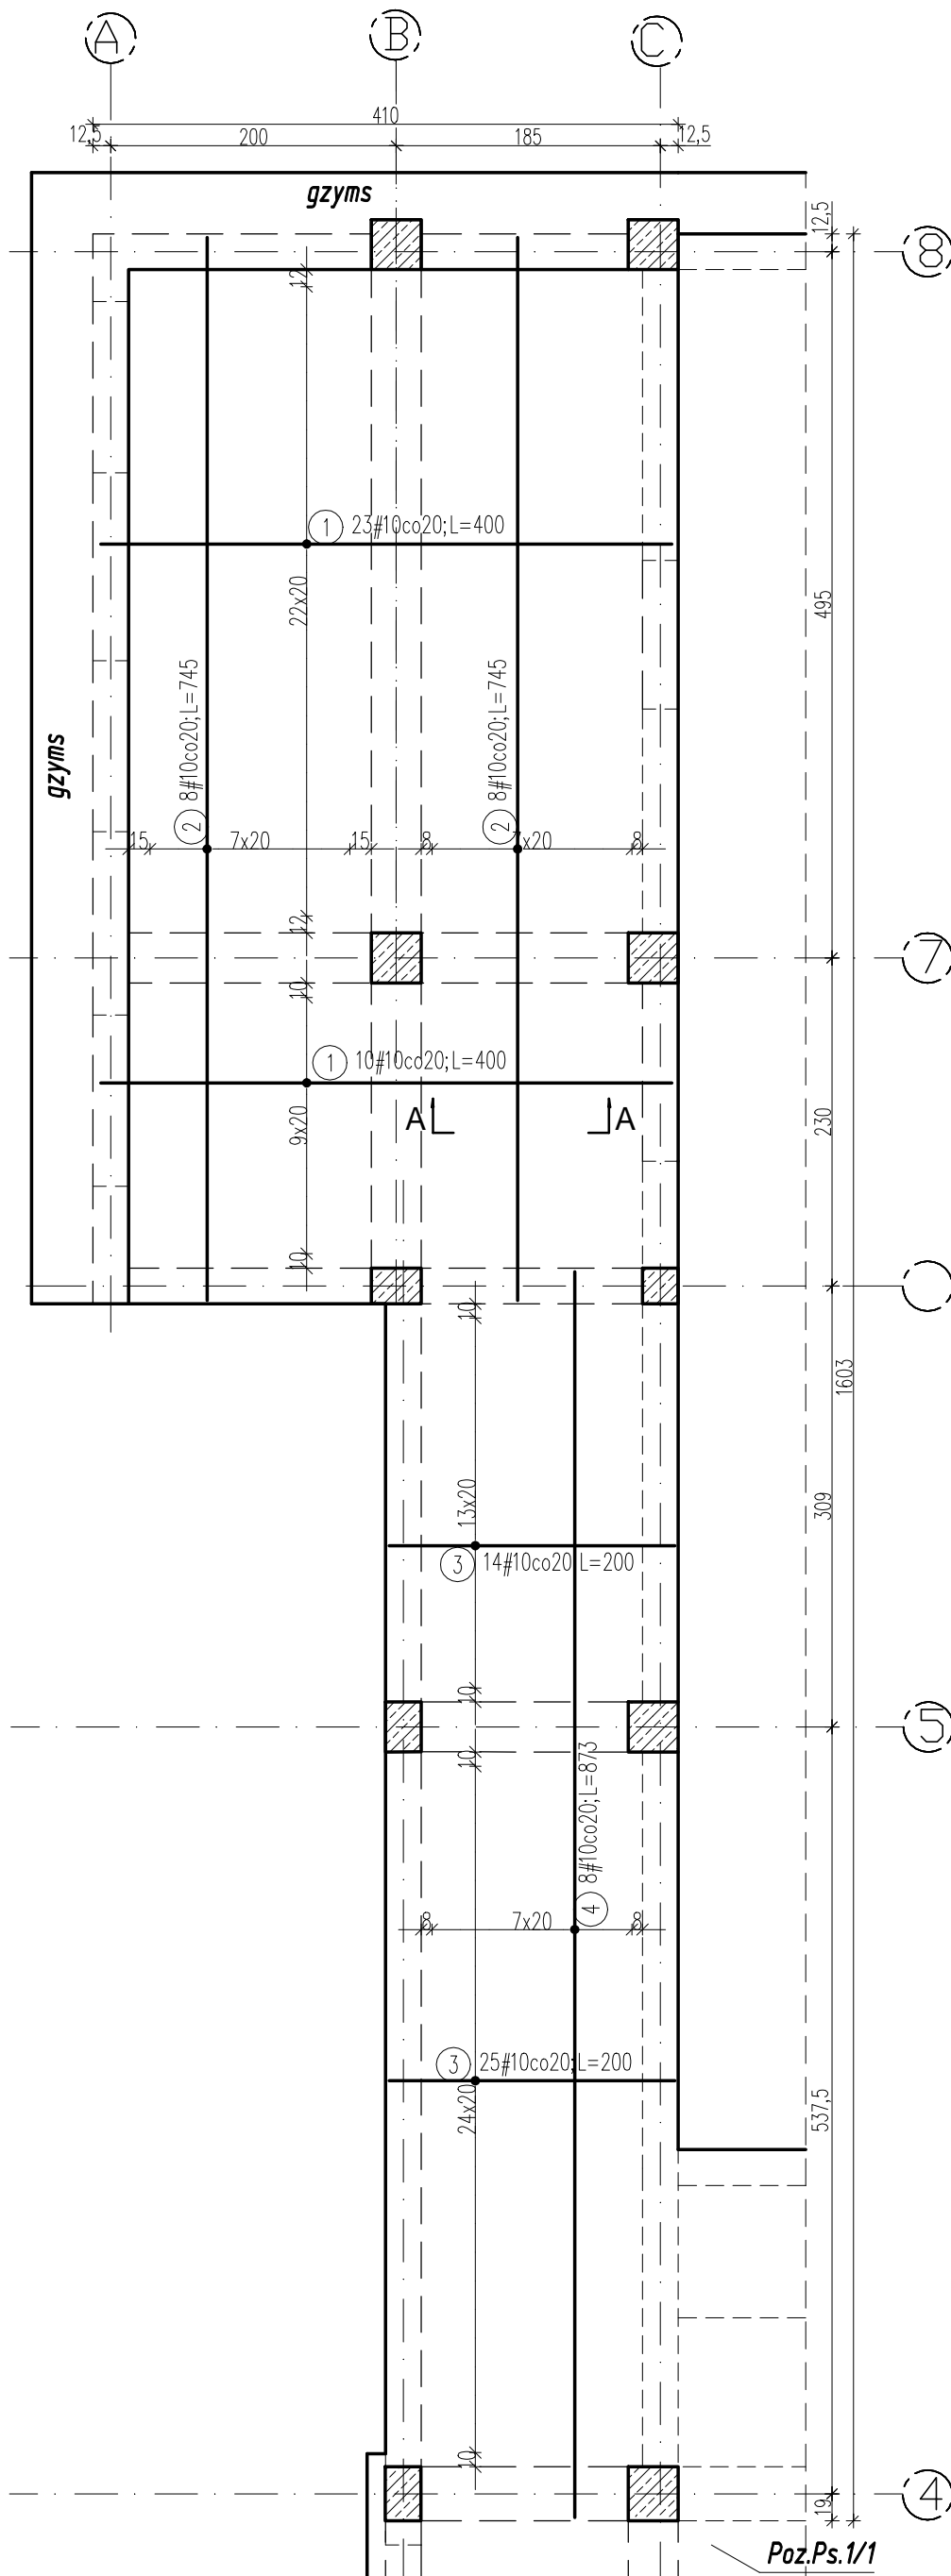 A B C
410
12,5 200 185 12,5
gzyms
12,5
8
12
1 23#10co20;L=400
22x20
495
2 8#10co20;L=745
2 8#10co20;L=745
gzyms
15 7x20 15 8 7x20 8
12
7
10
1 10#10co20;L=400
A A
9x20
230
10
10
1603
13x20
309
3 14#10co20;L=200
10
5
10
4 8#10co20;L=873
8 7x20 8
3 25#10co20;L=200
24x20
537,5
10
4
19
Poz.Ps.1/1